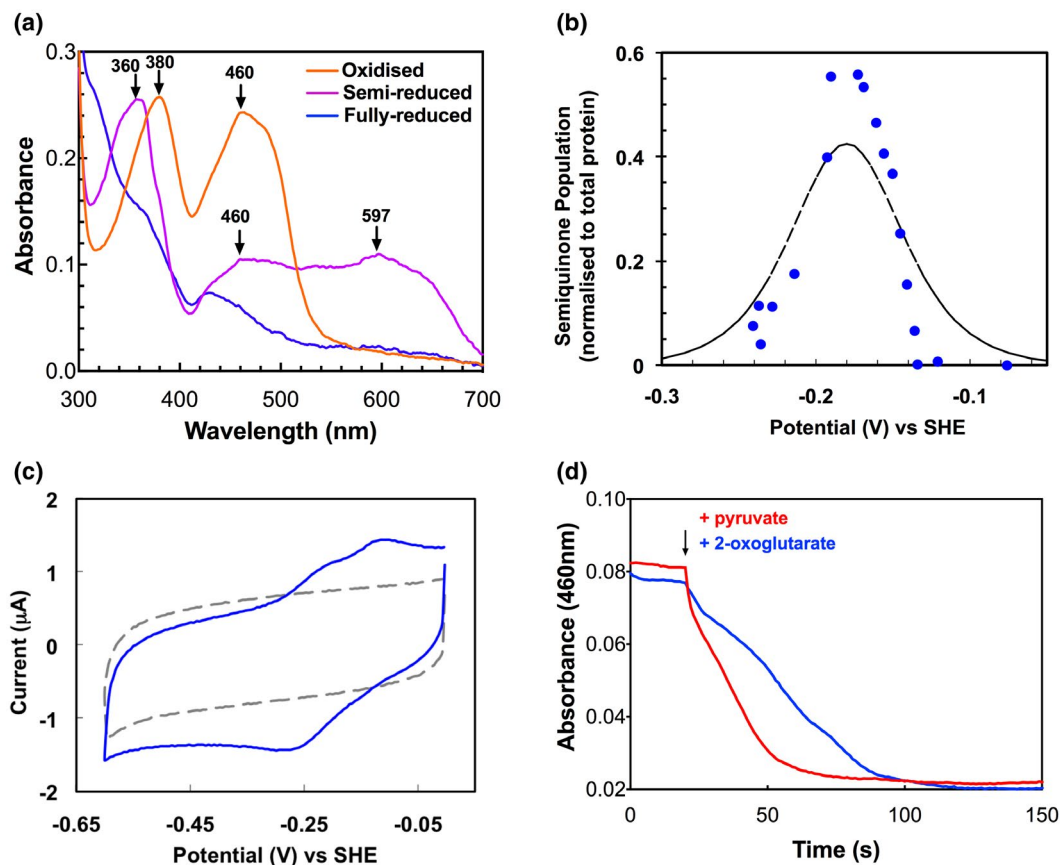 (a)
0.3
0.2
0.1
0.0
Absorbance
360
380
460
460
597
Oxidised
Semi-reduced
Fully-reduced
300
400
500
600
700
Wavelength (nm)
(b)
0.6
0.4
0.2
0
Semiquinone Population
(normalised to total protein)
-0.3
-0.2
-0.1
Potential (V) vs SHE
(c)
2
1
0
-1
-2
Currrent (μA)
-0.65
-0.45
-0.25
-0.05
Potential (V) vs SHE
(d)
0.10
0.08
0.06
0.04
0.02
Absorbance (460nm)
+ pyruvate
+ 2-oxoglutarate
0
50
100
150
Time (s)